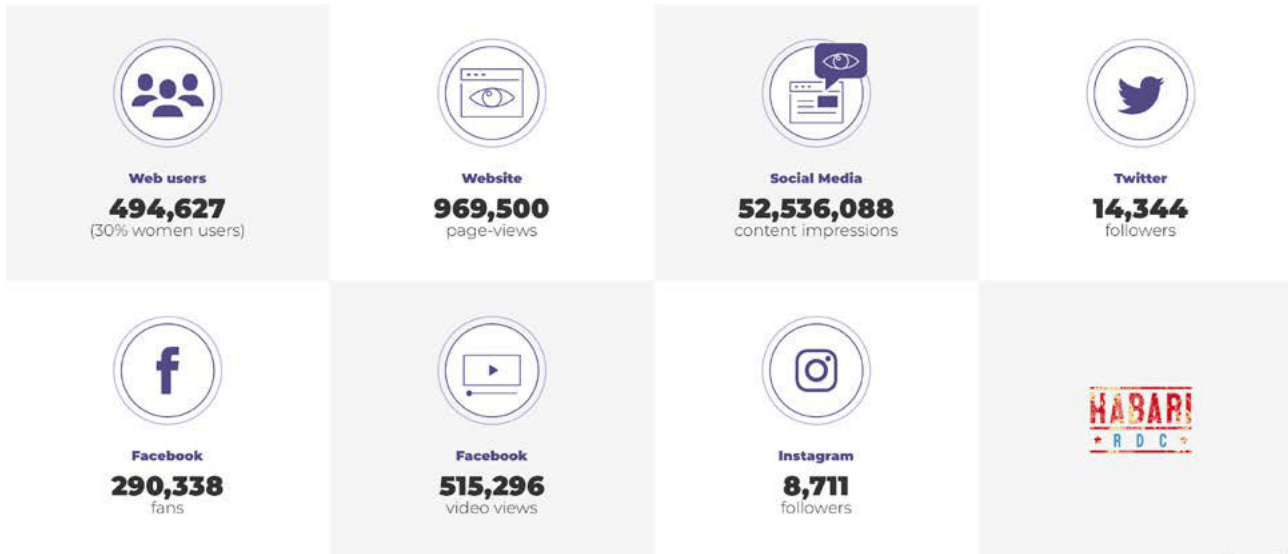 Web users
494,627
(30% women users)
Website
969,500
page-views
Social Media
52,536,088
content impressions
Twitter
14,344
followers
Facebook
290,338
fans
Facebook
515,296
video views
Instagram
8,711
followers
HABARI
RDC